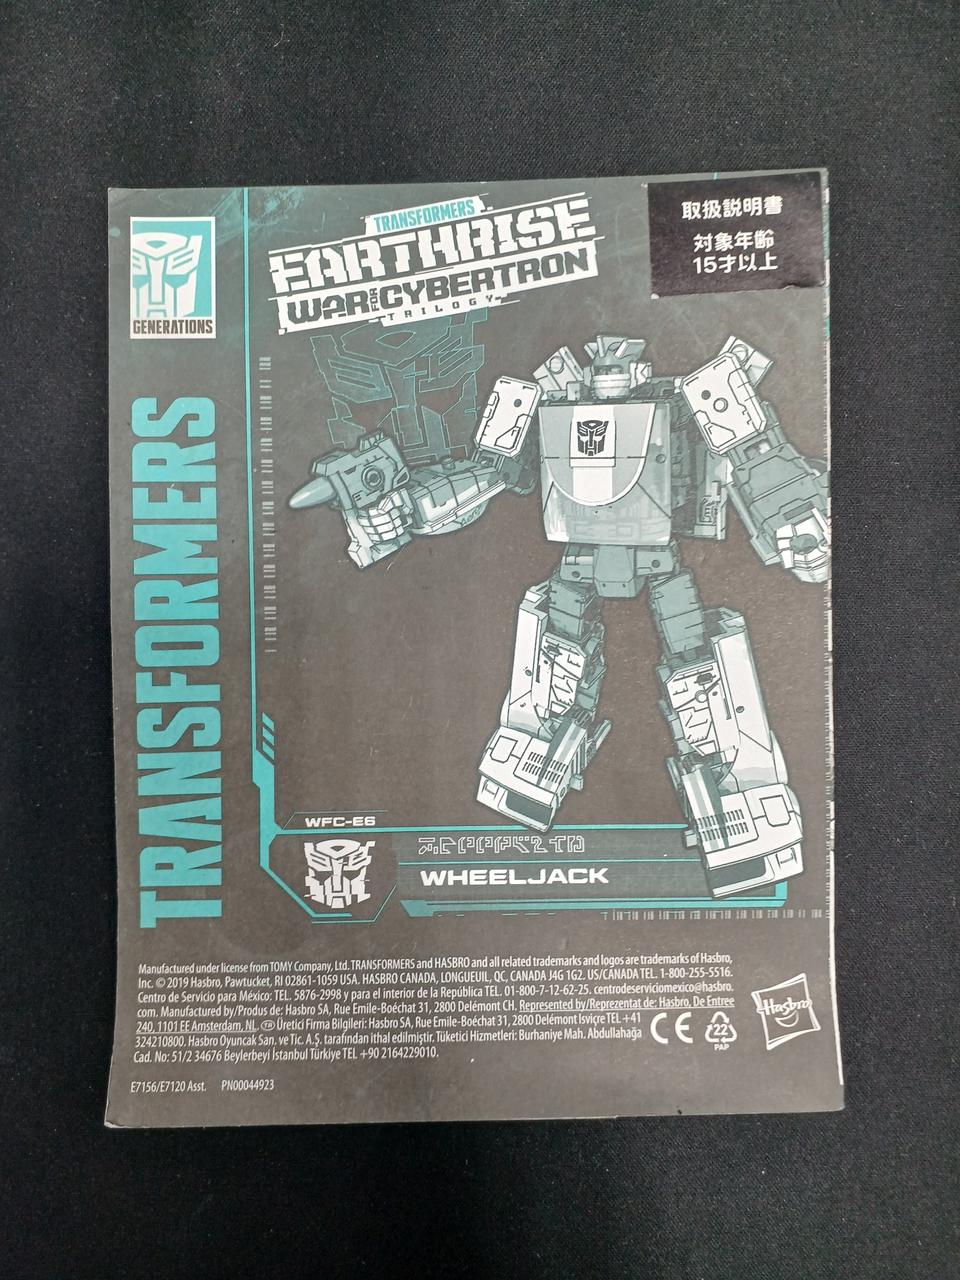 TRANSFORMERS
EARTHRISE
WAR FOR CYBERTRON
TRILOGY
取扱説明書
対象年齢
15才以上
GENERATIONS
TRANSFORMERS
WFC-E6
WHEELJACK
Manufactured under license from TOMY Company, Ltd. TRANSFORMERS and HASBRO and all related trademarks and logos are trademarks of Hasbro,
Inc. © 2019 Hasbro, Pawtucket, RI 02861-1059 USA. HASBRO CANADA, LONGUEUIL, QC, CANADA J4G 1G2. US/CANADA TEL. 1-800-255-5516.
Centro de Servicio para México: TEL. 5876-2998 y para el interior de la República TEL. 01-800-7-12-62-25. centrodeserviciomexico@hasbro.
com. Manufactured by/Produs de: Hasbro SA, Rue Emile-Boéchat 31, 2800 Delémont CH. Represented by/Reprezentat de: Hasbro, De Entree
240, 1101 EE Amsterdam, NL. TR Üretici Firma Bilgileri: Hasbro SA, Rue Emile-Boéchat 31, 2800 Delémont İsviçre TEL +41
324210800. Hasbro Oyuncak San. ve Tic. A.Ş. tarafından ithal edilmiştir. Tüketici Hizmetleri: Burhaniye Mah. Abdullahağa
Cad. No: 51/2 34676 Beylerbeyi İstanbul Türkiye TEL +90 2164229010.
CE
22
PAP
Hasbro
E7156/E7120 Asst. PN00044923